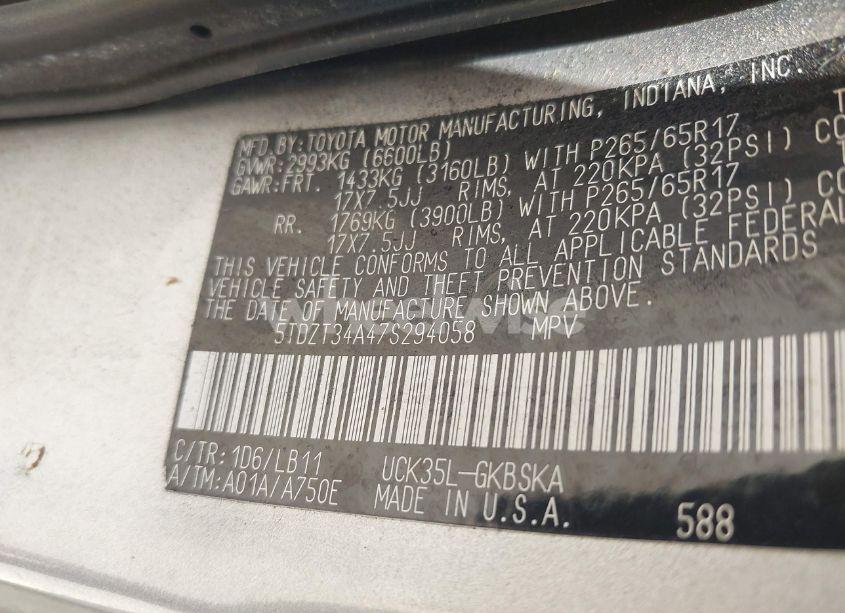 MFD.BY:TOYOTA MOTOR MANUFACTURING, INDIANA, INC.
GVWR:2993KG (6600LB)
GAWR:FRT. 1433KG (3160LB) WITH P265/65R17
17X7.5JJ RIMS, AT 220KPA (32PSI)
RR. 1769KG (3900LB) WITH P265/65R17
17X7.5JJ RIMS, AT 220KPA (32PSI)
THIS VEHICLE CONFORMS TO ALL APPLICABLE FEDERAL
VEHICLE SAFETY AND THEFT PREVENTION STANDARDS
THE DATE OF MANUFACTURE SHOWN ABOVE.
5TDZT34A47S294058 MPV
C/TR:1D6/LB11 UCK35L-GKBSKA
A/TM:A01A/A750E MADE IN U.S.A. 588